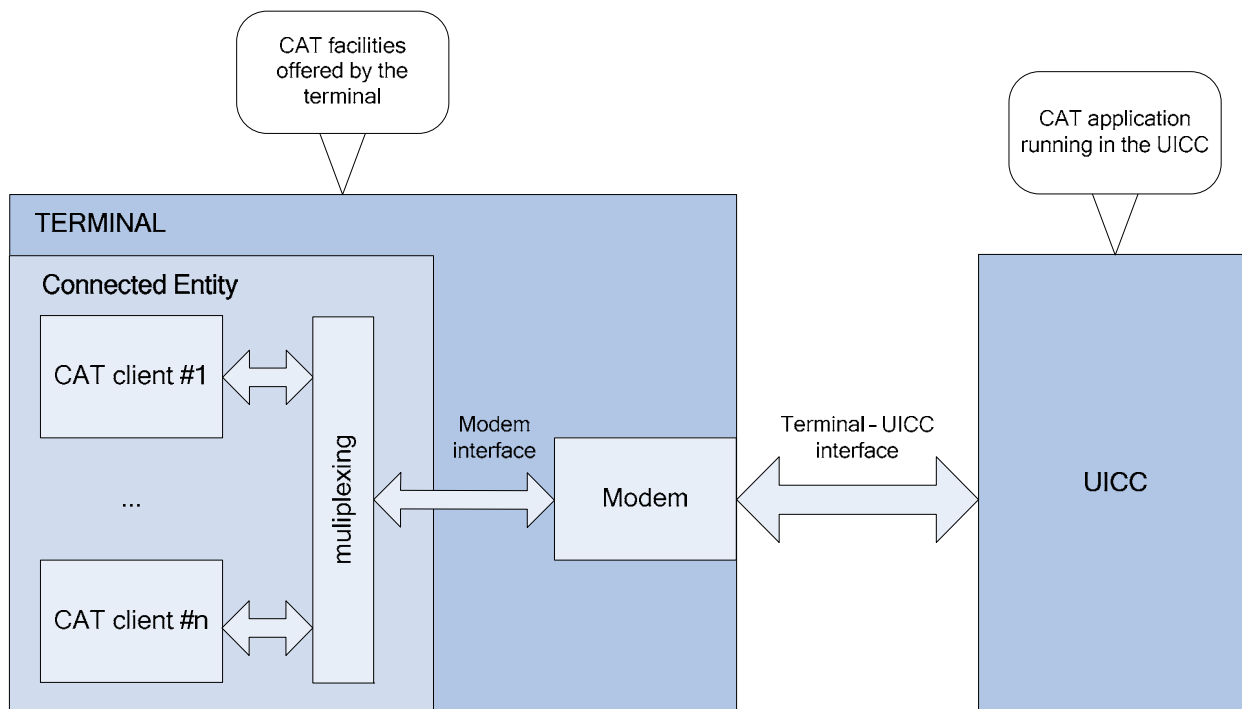 CAT facilities
offered by the
terminal
CAT application
running in the UICC
TERMINAL
Connected Entity
CAT client #1
...
CAT client #n
muliplexing
Modem
interface
Modem
Terminal - UICC
interface
UICC